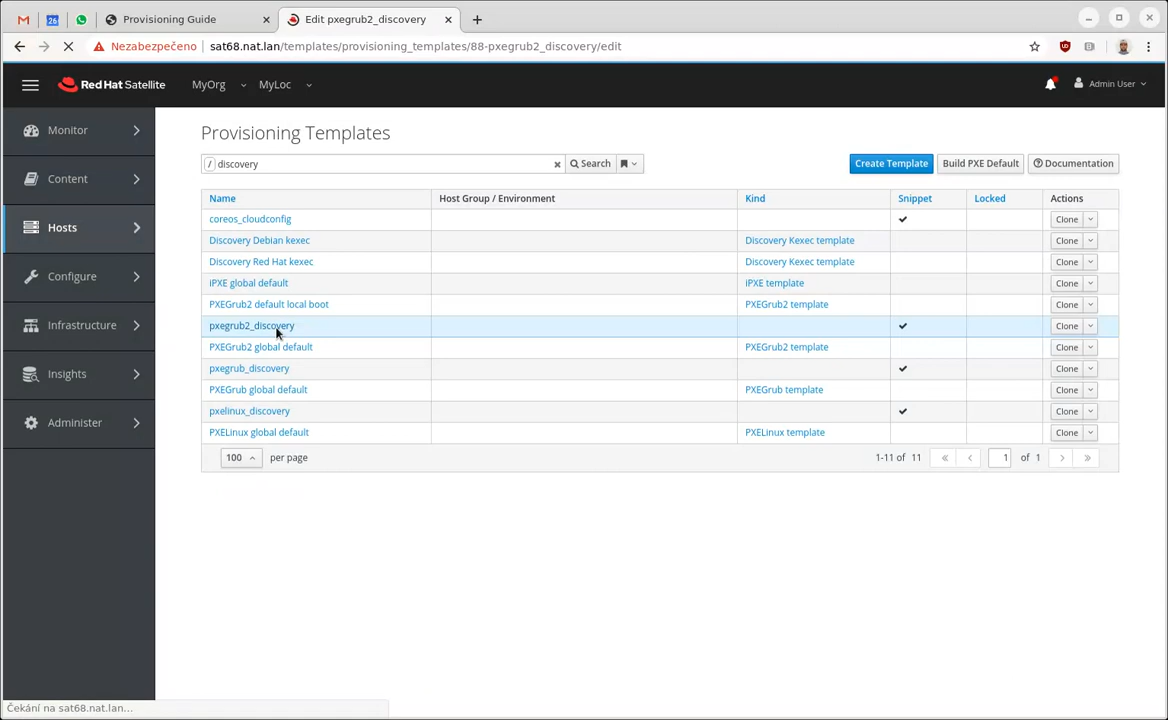 26
Provisioning Guide
Edit pxegrub2_discovery
Nezabezpečeno
sat68.nat.lan/templates/provisioning_templates/88-pxegrub2_discovery/edit
Red Hat Satellite
MyOrg
MyLoc
Admin User
Monitor
Content
Hosts
Configure
Infrastructure
Insights
Administer
Provisioning Templates
/ discovery
Search
Create Template
Build PXE Default
Documentation
Name Host Group / Environment Kind Snippet Locked Actions
coreos_cloudconfig Clone
Discovery Debian kexec Discovery Kexec template Clone
Discovery Red Hat kexec Discovery Kexec template Clone
iPXE global default iPXE template Clone
PXEGrub2 default local boot PXEGrub2 template Clone
pxegrub2_discovery Clone
PXEGrub2 global default PXEGrub2 template Clone
pxegrub_discovery Clone
PXEGrub global default PXEGrub template Clone
pxelinux_discovery Clone
PXELinux global default PXELinux template Clone
100 per page 1-11 of 11 « ‹ 1 of 1 › »
Čekání na sat68.nat.lan...